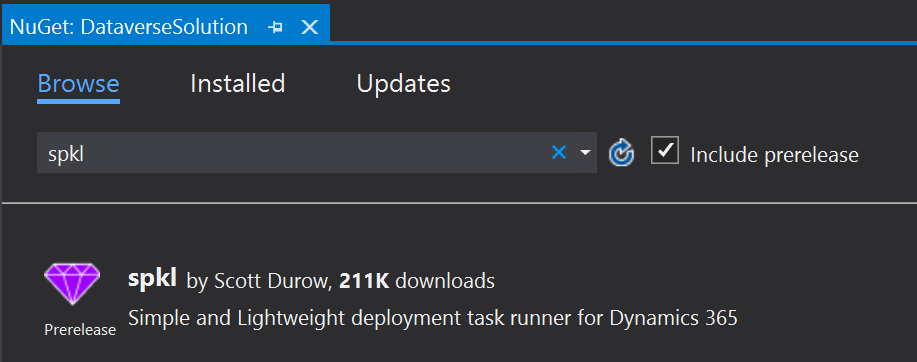 NuGet: DataverseSolution
Browse Installed Updates
spkl
Include prerelease
spkl by Scott Durow, 211K downloads
Simple and Lightweight deployment task runner for Dynamics 365
Prerelease